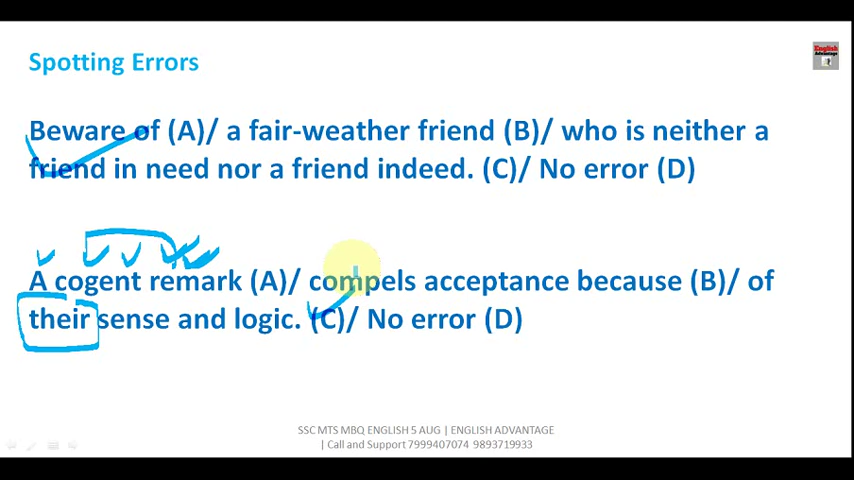 Spotting Errors
English
Advantage
Beware of (A)/ a fair-weather friend (B)/ who is neither a
friend in need nor a friend indeed. (C)/ No error (D)
A cogent remark (A)/ compels acceptance because (B)/ of
their sense and logic. (C)/ No error (D)
SSC MTS MBQ ENGLISH 5 AUG | ENGLISH ADVANTAGE
| Call and Support 7999407074 9893719933